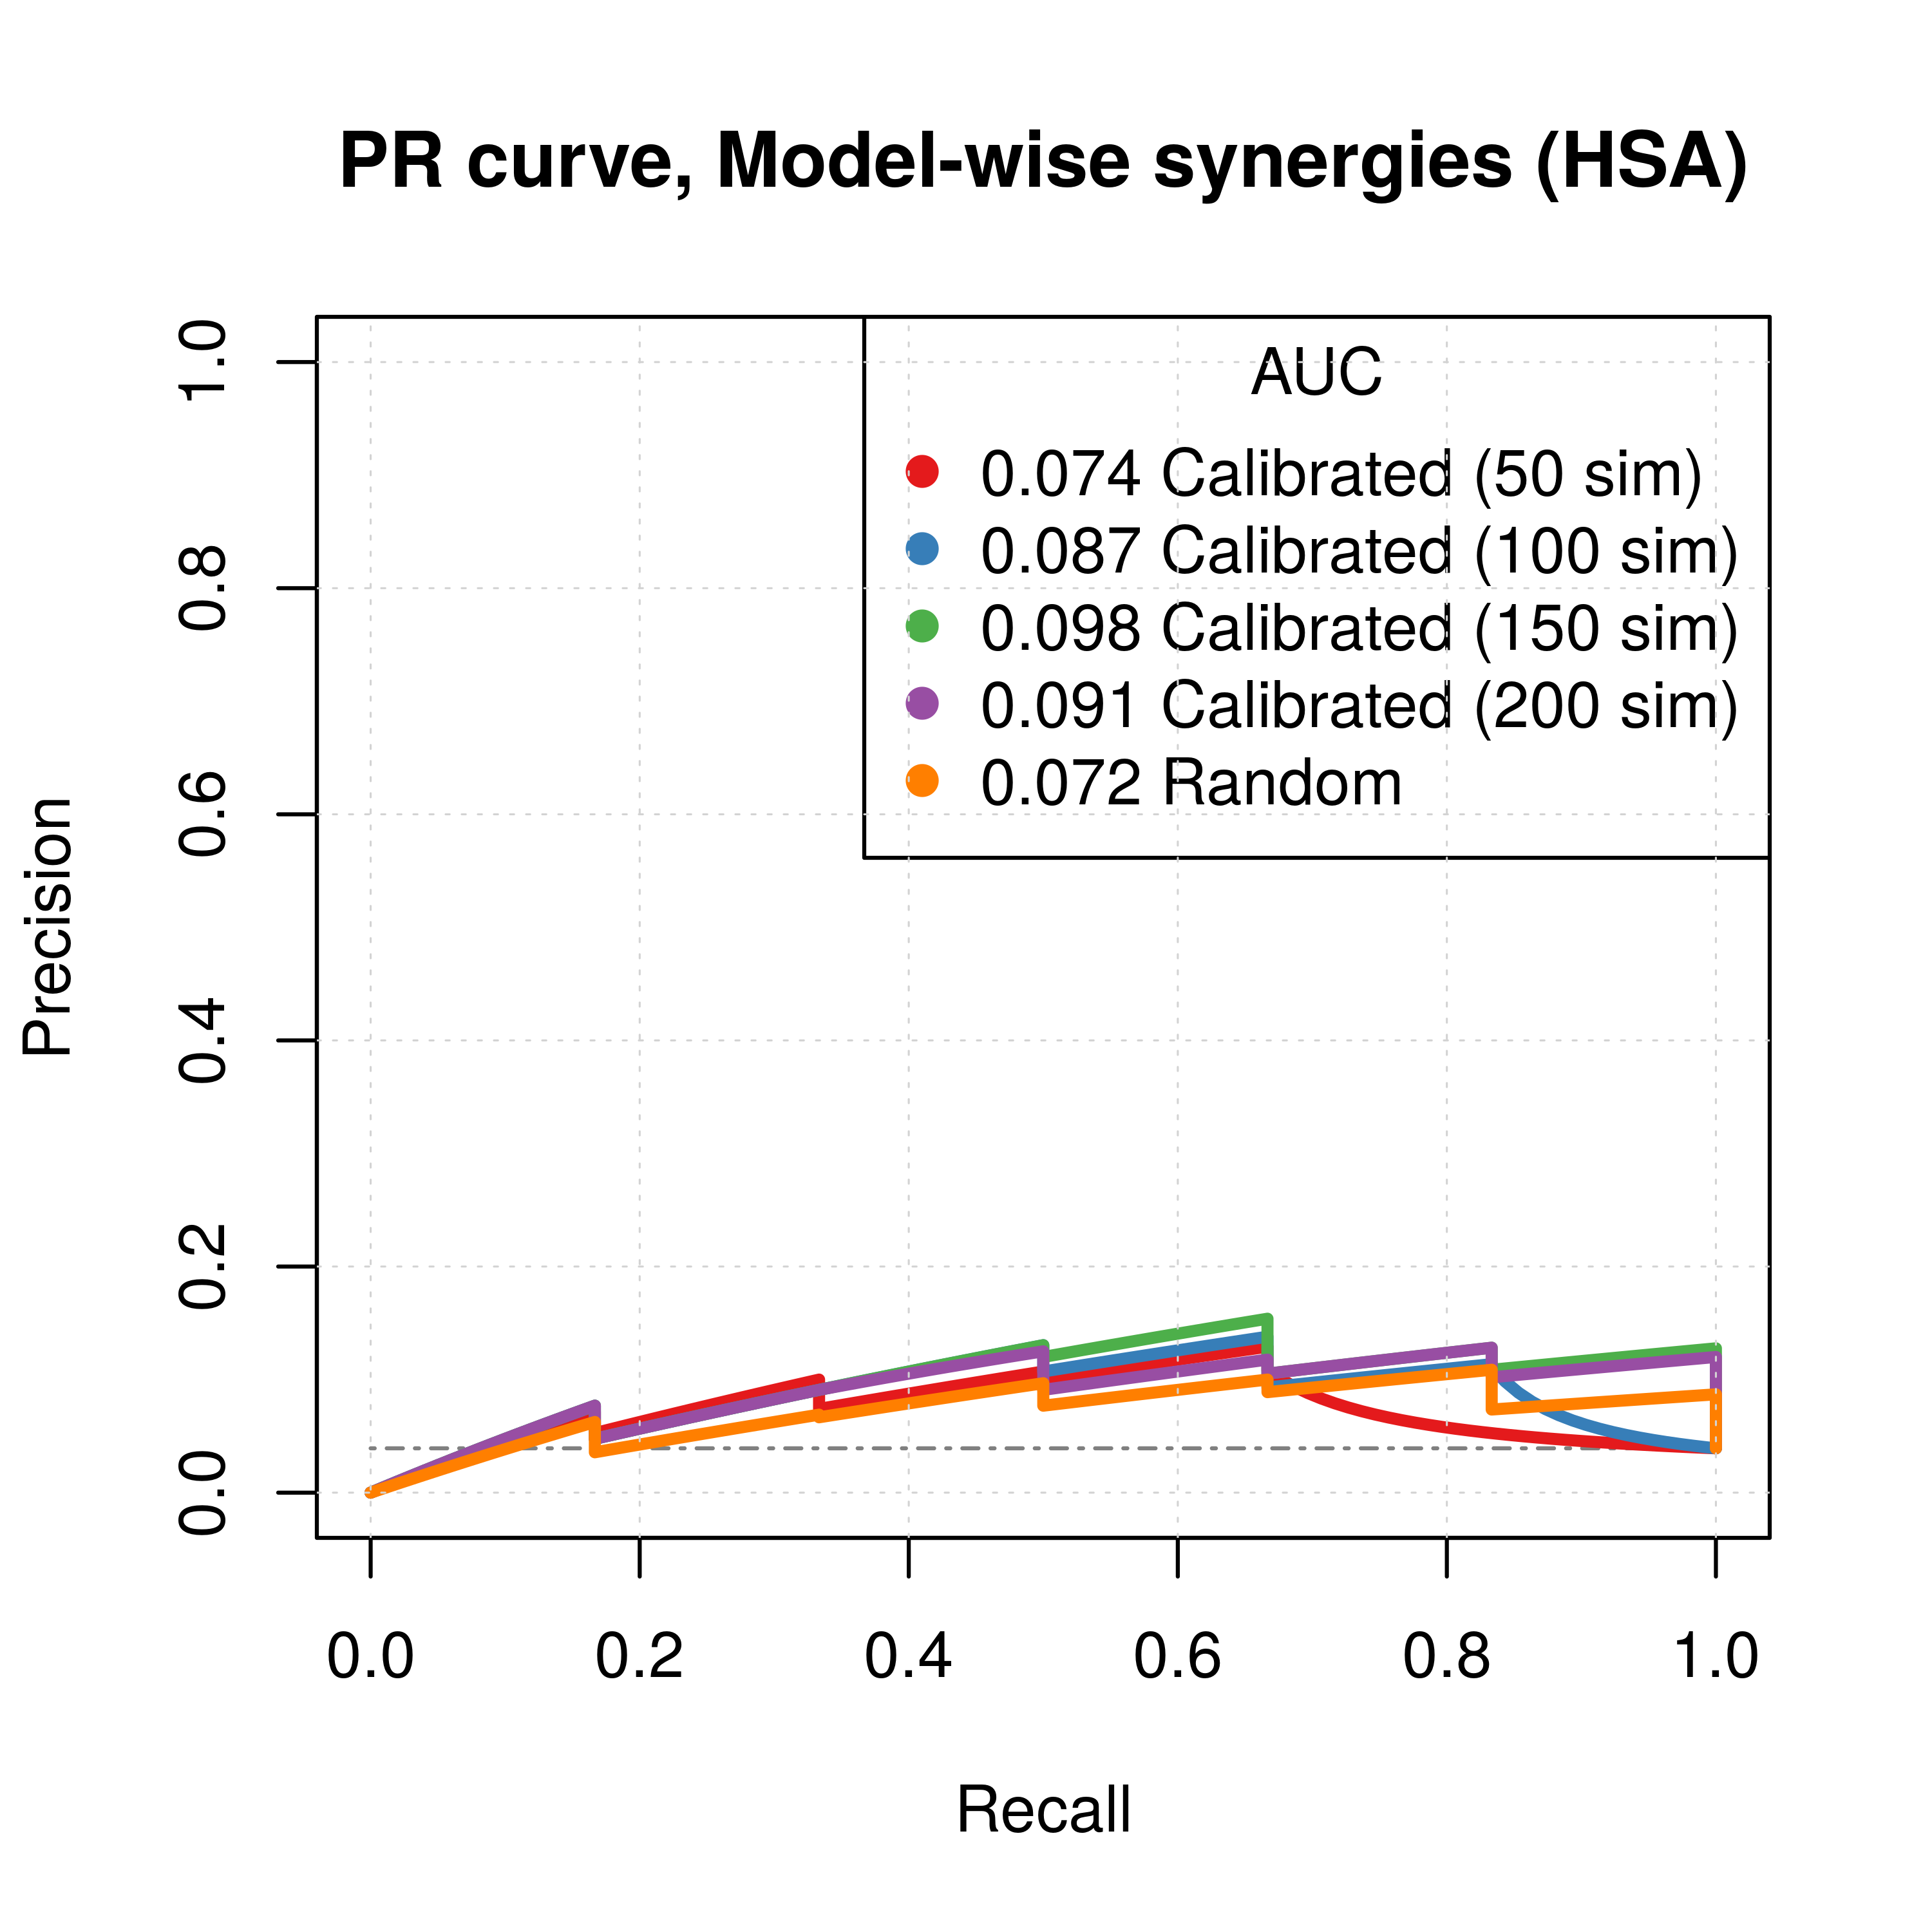 PR curve, Model-wise synergies (HSA)
AUC
0.074 Calibrated (50 sim)
0.087 Calibrated (100 sim)
0.098 Calibrated (150 sim)
0.091 Calibrated (200 sim)
0.072 Random
Precision
1.0
0.8
0.6
0.4
0.2
0.0
0.0 0.2 0.4 0.6 0.8 1.0
Recall